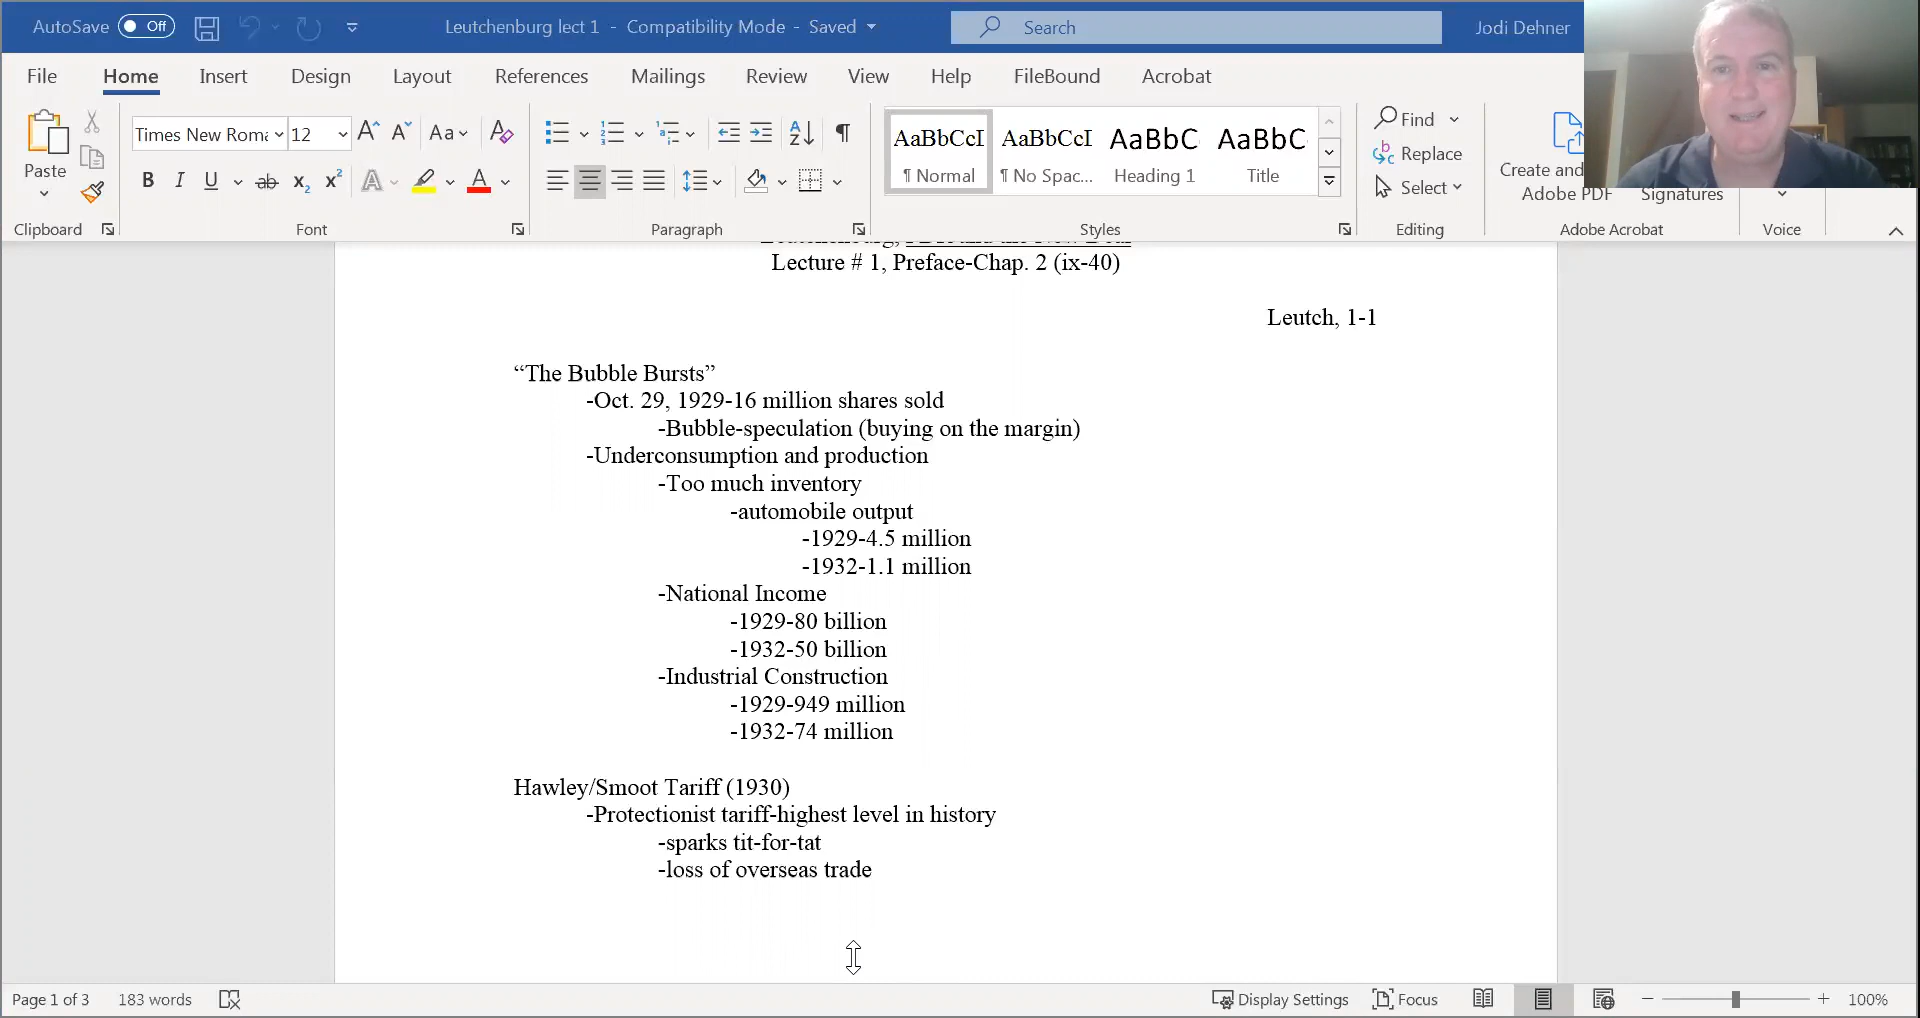 AutoSave Off Leutchenburg lect 1 - Compatibility Mode - Saved Search Jodi Dehner
File Home Insert Design Layout References Mailings Review View Help FileBound Acrobat
Paste
Clipboard
Times New Roma 12 Aa
B I U ab x2 x2 A A
Font
Paragraph
AaBbCcI AaBbCcI AaBbC AaBbC
¶ Normal ¶ No Spac... Heading 1 Title
Styles
Find
Replace
Select
Editing
Create and
Adobe PDF Signatures
Adobe Acrobat
Voice
Lecture # 1, Preface-Chap. 2 (ix-40)
Leutch, 1-1
“The Bubble Bursts”
-Oct. 29, 1929-16 million shares sold
-Bubble-speculation (buying on the margin)
-Underconsumption and production
-Too much inventory
-automobile output
-1929-4.5 million
-1932-1.1 million
-National Income
-1929-80 billion
-1932-50 billion
-Industrial Construction
-1929-949 million
-1932-74 million
Hawley/Smoot Tariff (1930)
-Protectionist tariff-highest level in history
-sparks tit-for-tat
-loss of overseas trade
Page 1 of 3 183 words Display Settings Focus 100%